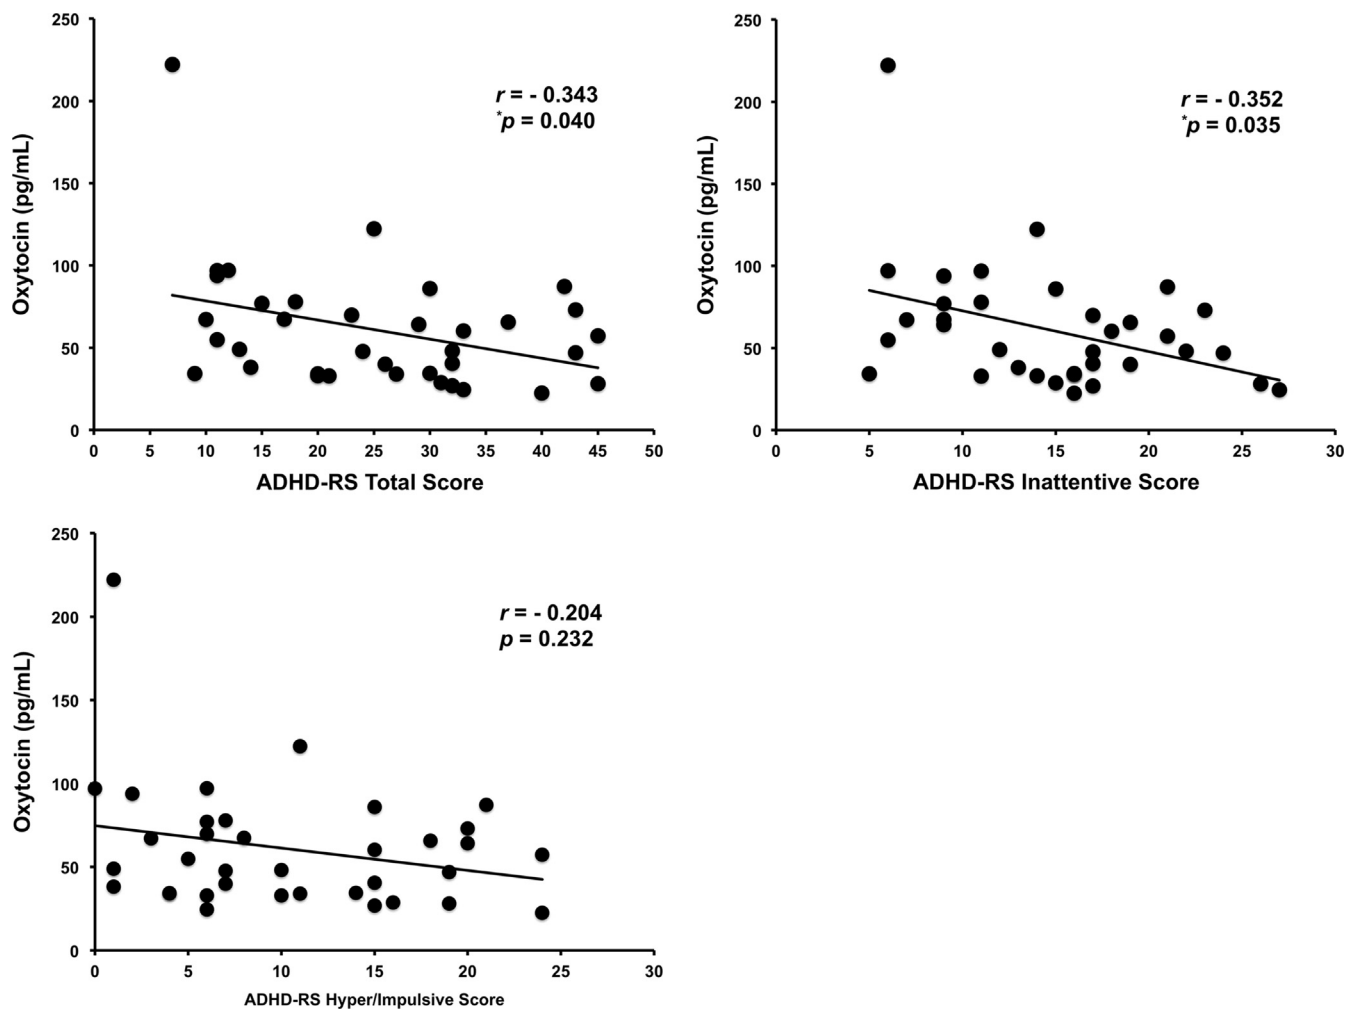 250
200
150
100
50
0
Oxytocin (pg/mL)
r = - 0.343
*p = 0.040
0 5 10 15 20 25 30 35 40 45 50
ADHD-RS Total Score
250
200
150
100
50
0
Oxytocin (pg/mL)
r = - 0.352
*p = 0.035
0 5 10 15 20 25 30
ADHD-RS Inattentive Score
250
200
150
100
50
0
Oxytocin (pg/mL)
r = - 0.204
p = 0.232
0 5 10 15 20 25 30
ADHD-RS Hyper/Impulsive Score